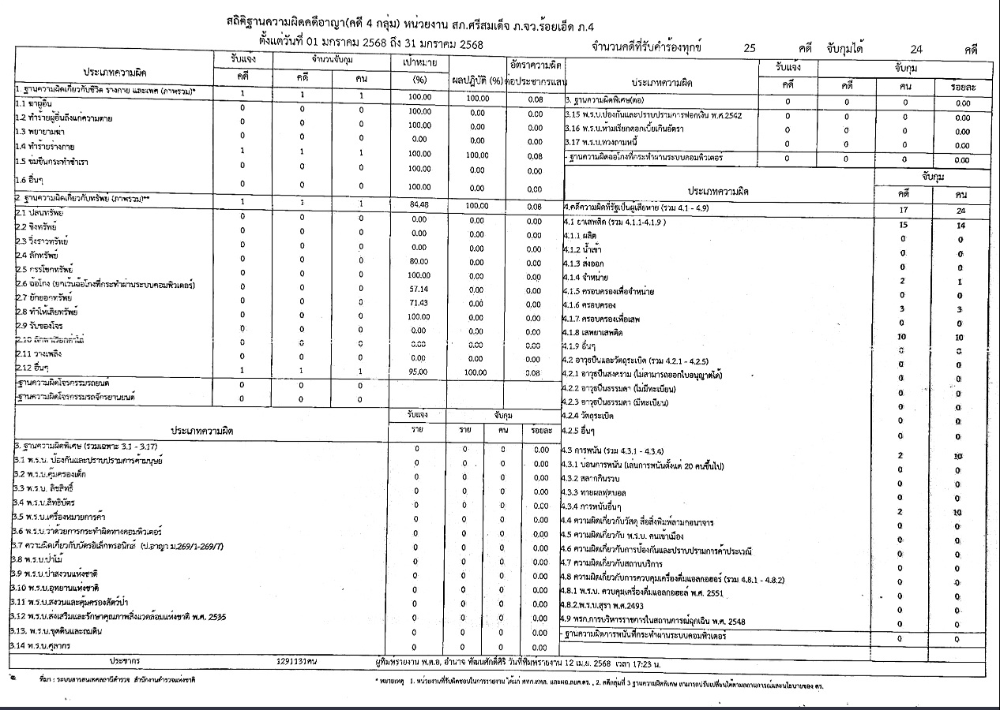 สถิติฐานความผิดคดีอาญา(คดี 4 กลุ่ม) หน่วยงาน สภ.ศรีสมเด็จ ภ.จว.ร้อยเอ็ด ภ.4
ตั้งแต่วันที่ 01 มกราคม 2568 ถึง 31 มกราคม 2568 จำนวนคดีที่รับคำร้องทุกข์ 25 คดี จับกุมได้ 24 คดี
ประเภทความผิด รับแจ้ง จำนวนจับกุม เป้าหมาย ผลปฏิบัติ (%) อัตราความผิด
คดี คดี คน (%) ต่อประชากรแสน
1. ฐานความผิดเกี่ยวกับชีวิต ร่างกาย และเพศ (ภาพรวม)* 1 1 1 100.00 100.00 0.08
1.1 ฆ่าผู้อื่น 0 0 0 100.00 0.00 0.00
1.2 ทำร้ายผู้อื่นถึงแก่ความตาย 0 0 0 100.00 0.00 0.00
1.3 พยายามฆ่า 0 0 0 0.00 0.00 0.00
1.4 ทำร้ายร่างกาย 1 1 1 100.00 100.00 0.08
1.5 ข่มขืนกระทำชำเรา 0 0 0 100.00 0.00 0.00
1.6 อื่นๆ 0 0 0 100.00 0.00 0.00
2. ฐานความผิดเกี่ยวกับทรัพย์ (ภาพรวม)** 1 1 1 84.48 100.00 0.08
2.1 ปล้นทรัพย์ 0 0 0 0.00 0.00 0.00
2.2 ชิงทรัพย์ 0 0 0 0.00 0.00 0.00
2.3 วิ่งราวทรัพย์ 0 0 0 0.00 0.00 0.00
2.4 ลักทรัพย์ 0 0 0 80.00 0.00 0.00
2.5 กรรโชกทรัพย์ 0 0 0 100.00 0.00 0.00
2.6 ฉ้อโกง (ยกเว้นฉ้อโกงที่กระทำผ่านระบบคอมพิวเตอร์) 0 0 0 57.14 0.00 0.00
2.7 ยักยอกทรัพย์ 0 0 0 71.43 0.00 0.00
2.8 ทำให้เสียทรัพย์ 0 0 0 100.00 0.00 0.00
2.9 รับของโจร 0 0 0 0.00 0.00 0.00
2.10 0 0 0 0.00 0.00 0.00
2.11 วางเพลิง 0 0 0 0.00 0.00 0.00
2.12 อื่นๆ 1 1 1 95.00 100.00 0.08
-ฐานความผิดโจรกรรมรถยนต์ 0 0 0
-ฐานความผิดโจรกรรมรถจักรยานยนต์ 0 0 0
ประเภทความผิด รับแจ้ง จับกุม
ราย ราย คน ร้อยละ
3. ฐานความผิดพิเศษ (รวมเฉพาะ 3.1 - 3.17) 0 0 0 0.00
3.1 พ.ร.บ. ป้องกันและปราบปรามการค้ามนุษย์ 0 0 0 0.00
3.2 พ.ร.บ.คุ้มครองเด็ก 0 0 0 0.00
3.3 พ.ร.บ. ลิขสิทธิ์ 0 0 0 0.00
3.4 พ.ร.บ.สิทธิบัตร 0 0 0 0.00
3.5 พ.ร.บ.เครื่องหมายการค้า 0 0 0 0.00
3.6 พ.ร.บ.ว่าด้วยการกระทำผิดทางคอมพิวเตอร์ 0 0 0 0.00
3.7 ความผิดเกี่ยวกับบัตรอิเล็กทรอนิกส์ (ป.อาญา ม.269/1-269/7) 0 0 0 0.00
3.8 พ.ร.บ.ป่าไม้ 0 0 0 0.00
3.9 พ.ร.บ.ป่าสงวนแห่งชาติ 0 0 0 0.00
3.10 พ.ร.บ.อุทยานแห่งชาติ 0 0 0 0.00
3.11 พ.ร.บ.สงวนและคุ้มครองสัตว์ป่า 0 0 0 0.00
3.12 พ.ร.บ.ส่งเสริมและรักษาคุณภาพสิ่งแวดล้อมแห่งชาติ พ.ศ. 2535 0 0 0 0.00
3.13. พ.ร.บ.ขุดดินและถมดิน 0 0 0 0.00
3.14 พ.ร.บ.ศุลากร 0 0 0 0.00
ประเภทความผิด รับแจ้ง จับกุม
คดี คดี คน ร้อยละ
3. ฐานความผิดพิเศษ(ต่อ) 0 0 0 0.00
3.15 พ.ร.บ.ป้องกันและปราบปรามการฟอกเงิน พ.ศ.2542 0 0 0 0.00
3.16 พ.ร.บ.ห้ามเรียกดอกเบี้ยเกินอัตรา 0 0 0 0.00
3.17 พ.ร.บ.ทวงถามหนี้ 0 0 0 0.00
- ฐานความผิดฉ้อโกงที่กระทำผ่านระบบคอมพิวเตอร์ 0 0 0 0.00
ประเภทความผิด จับกุม
คดี คน
4.คดีความผิดที่รัฐเป็นผู้เสียหาย (รวม 4.1 - 4.9) 17 24
4.1 ยาเสพติด (รวม 4.1.1-4.1.9 ) 15 14
4.1.1 ผลิต 0 0
4.1.2 นำเข้า 0 0
4.1.3 ส่งออก 0 0
4.1.4 จำหน่าย 2 1
4.1.5 ครอบครองเพื่อจำหน่าย 0 0
4.1.6 ครอบครอง 3 3
4.1.7 ครอบครองเพื่อเสพ 0 0
4.1.8 เสพยาเสพติด 10 10
4.1.9 อื่นๆ 0 0
4.2 อาวุธปืนและวัตถุระเบิด (รวม 4.2.1 - 4.2.5) 0 0
4.2.1 อาวุธปืนสงคราม (ไม่สามารถออกใบอนุญาตได้) 0 0
4.2.2 อาวุธปืนธรรมดา (ไม่มีทะเบียน) 0 0
4.2.3 อาวุธปืนธรรมดา (มีทะเบียน) 0 0
4.2.4 วัตถุระเบิด 0 0
4.2.5 อื่นๆ 0 0
4.3 การพนัน (รวม 4.3.1 - 4.3.4) 2 10
4.3.1 บ่อนการพนัน (เล่นการพนันตั้งแต่ 20 คนขึ้นไป) 0 0
4.3.2 สลากกินรวบ 0 0
4.3.3 ทายผลฟุตบอล 0 0
4.3.4 การพนันอื่นๆ 2 10
4.4 ความผิดเกี่ยวกับวัสดุ สื่อสิ่งพิมพ์ลามกอนาจาร 0 0
4.5 ความผิดเกี่ยวกับ พ.ร.บ. คนเข้าเมือง 0 0
4.6 ความผิดเกี่ยวกับการป้องกันและปราบปรามการค้าประเวณี 0 0
4.7 ความผิดเกี่ยวกับสถานบริการ 0 0
4.8 ความผิดเกี่ยวกับการควบคุมเครื่องดื่มแอลกอฮอร์ (รวม 4.8.1 - 4.8.2) 0 0
4.8.1 พ.ร.บ. ควบคุมเครื่องดื่มแอลกอฮอล์ พ.ศ. 2551 0 0
4.8.2.พ.ร.บ.สุรา พ.ศ.2493 0 0
4.9 พรก.การบริหารราชการในสถานการณ์ฉุกเฉิน พ.ศ. 2548 0 0
- ฐานความผิดการพนันที่กระทำผ่านระบบคอมพิวเตอร์ 0 0
ประชากร 1291131คน ผู้พิมพ์รายงาน พ.ต.อ. อำนาจ พัฒนศักดิ์ศิริ วันที่พิมพ์รายงาน 12 เม.ย. 2568 เวลา 17:23 น.
ที่มา : ระบบสารสนเทศสถานีตำรวจ สำนักงานตำรวจแห่งชาติ
* หมายเหตุ 1. หน่วยงานที่รับผิดชอบในการรายงาน ได้แก่ ศทก.สทส. และผอ.ลยศ.ตร. , 2. คดีกลุ่มที่ 3 ฐานความผิดพิเศษ สามารถปรับเปลี่ยนได้ตามสถานการณ์และนโยบายของ ตร.